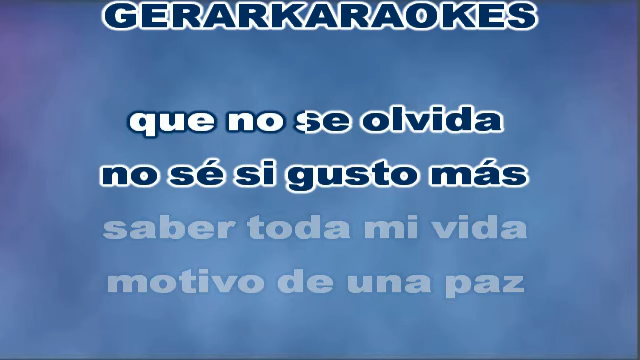 GERARKARAOKES
que no se olvida
no sé si gusto más
saber toda mi vida
motivo de una paz